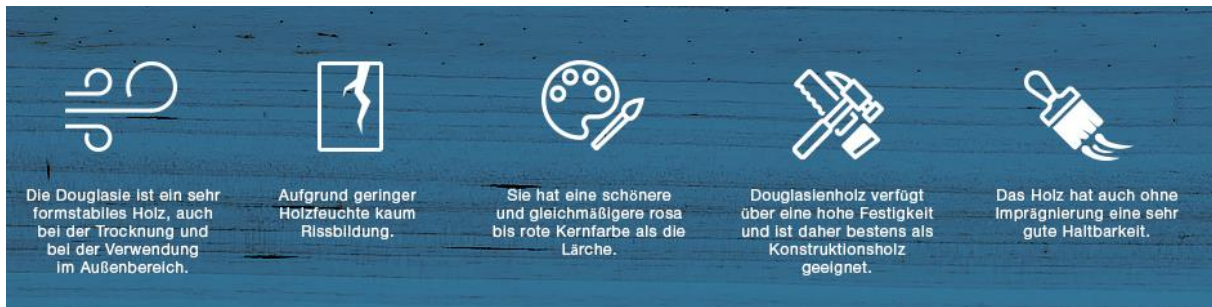 Die Douglasie ist ein sehr
formstabiles Holz, auch
bei der Trocknung und
bei der Verwendung
im Außenbereich.
Aufgrund geringer
Holzfeuchte kaum
Rissbildung.
Sie hat eine schönere
und gleichmäßigere rosa
bis rote Kernfarbe als die
Lärche.
Douglasienholz verfügt
über eine hohe Festigkeit
und ist daher bestens als
Konstruktionsholz
geeignet.
Das Holz hat auch ohne
Imprägnierung eine sehr
gute Haltbarkeit.